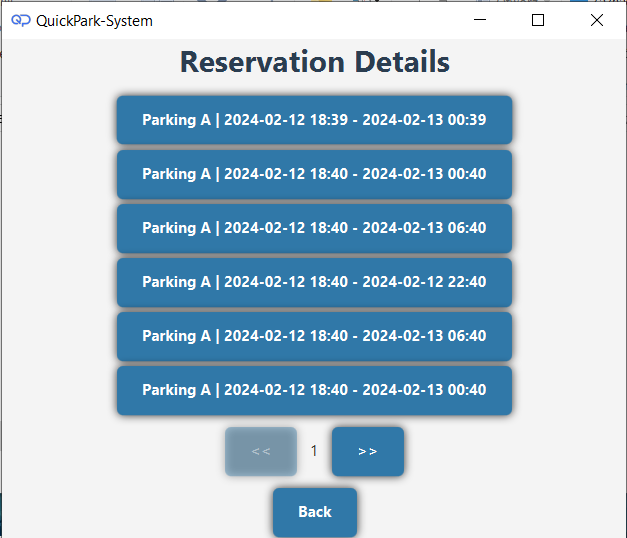 QP QuickPark-System
Reservation Details
Parking A | 2024-02-12 18:39 - 2024-02-13 00:39
Parking A | 2024-02-12 18:40 - 2024-02-13 00:40
Parking A | 2024-02-12 18:40 - 2024-02-13 06:40
Parking A | 2024-02-12 18:40 - 2024-02-12 22:40
Parking A | 2024-02-12 18:40 - 2024-02-13 06:40
Parking A | 2024-02-12 18:40 - 2024-02-13 00:40
<< 1 >>
Back